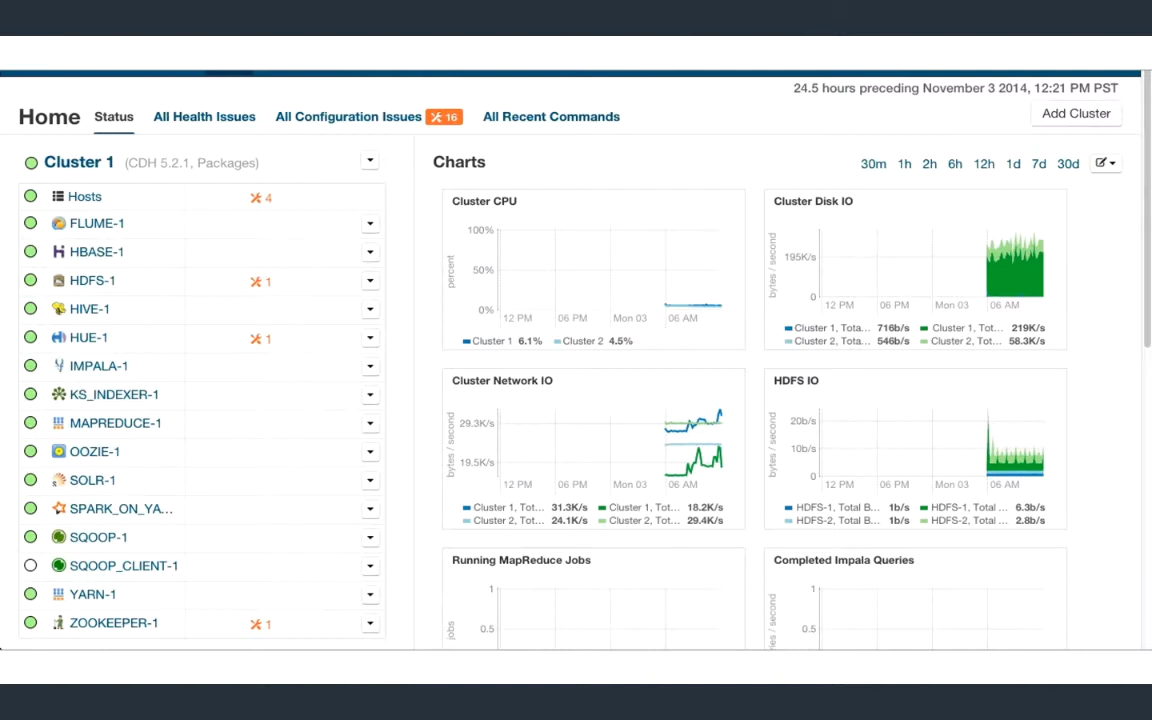 24.5 hours preceding November 3 2014, 12:21 PM PST
Home Status All Health Issues All Configuration Issues 16 All Recent Commands Add Cluster
Cluster 1 (CDH 5.2.1, Packages)
Hosts 4
FLUME-1
HBASE-1
HDFS-1 1
HIVE-1
HUE-1 1
IMPALA-1
KS_INDEXER-1
MAPREDUCE-1
OOZIE-1
SOLR-1
SPARK_ON_YA...
SQOOP-1
SQOOP_CLIENT-1
YARN-1
ZOOKEEPER-1 1
Charts 30m 1h 2h 6h 12h 1d 7d 30d
Cluster CPU
percent
100%
50%
0%
12 PM 06 PM Mon 03 06 AM
Cluster 1 6.1% Cluster 2 4.5%
Cluster Disk IO
bytes / second
195K/s
0
12 PM 06 PM Mon 03 06 AM
Cluster 1, Tota... 716b/s Cluster 1, Tot... 219K/s
Cluster 2, Tota... 546b/s Cluster 2, Tot... 58.3K/s
Cluster Network IO
bytes / second
29.3K/s
19.5K/s
12 PM 06 PM Mon 03 06 AM
Cluster 1, Tot... 31.3K/s Cluster 1, Tot... 18.2K/s
Cluster 2, Tot... 24.1K/s Cluster 2, Tot... 29.4K/s
HDFS IO
bytes / second
20b/s
10b/s
0
12 PM 06 PM Mon 03 06 AM
HDFS-1, Total B... 1b/s HDFS-1, Total ... 6.3b/s
HDFS-2, Total B... 1b/s HDFS-2, Total ... 2.8b/s
Running MapReduce Jobs
jobs
1
0.5
Completed Impala Queries
1
0.5